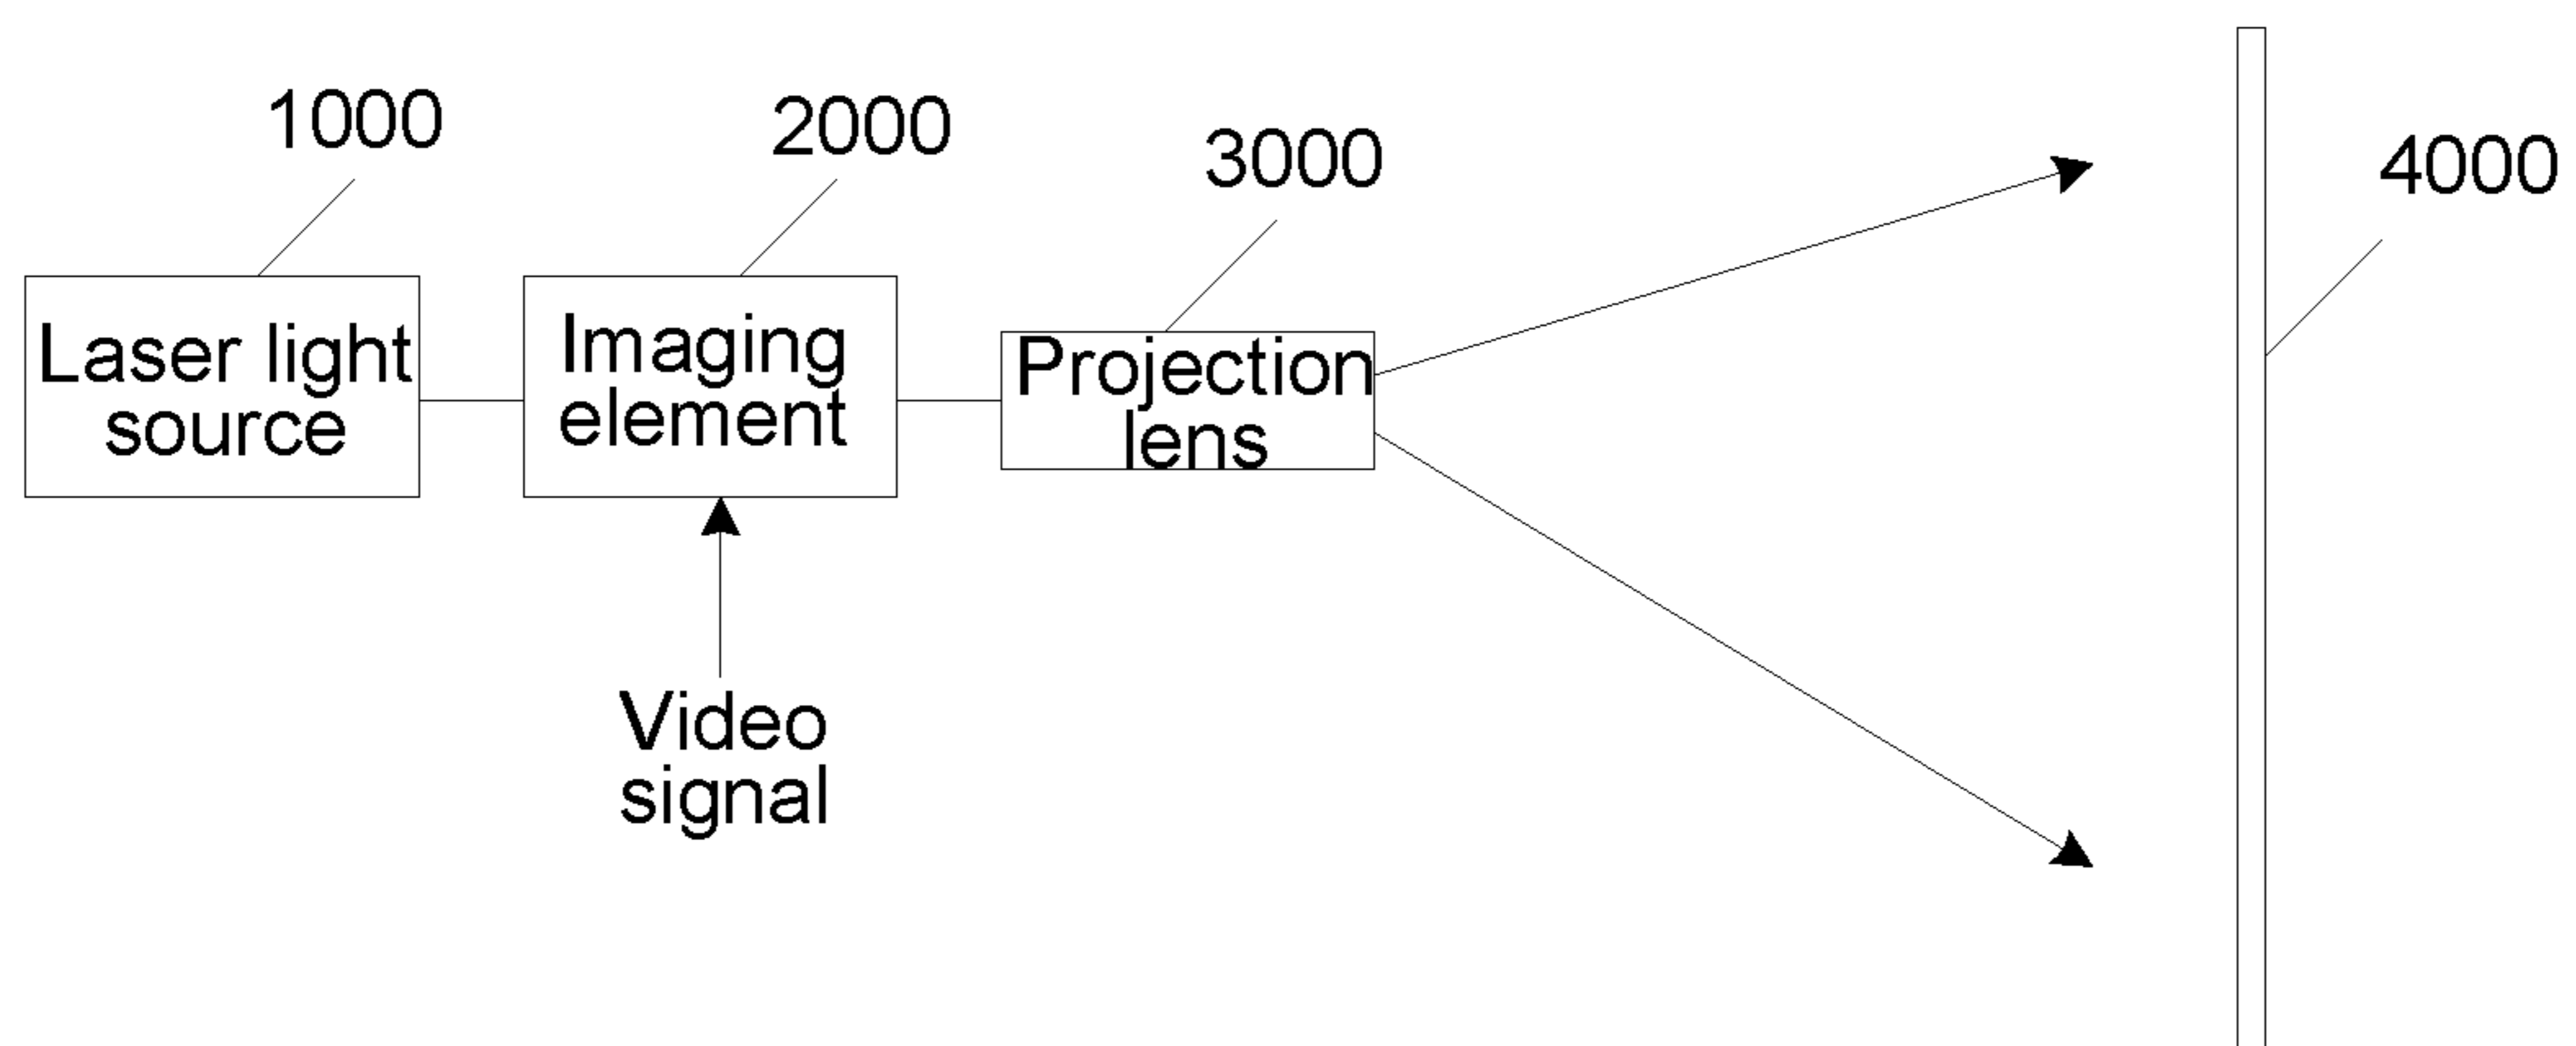 1000
2000
3000
4000
Laser light
source
Imaging
element
Projection
lens
Video
signal